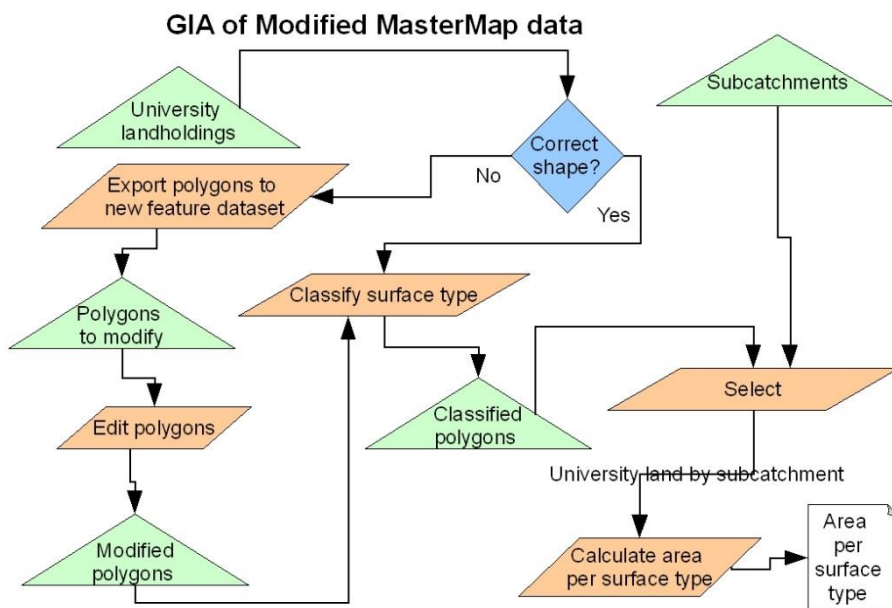 GIA of Modified MasterMap data
University
landholdings
Subcatchments
Correct
shape?
No
Yes
Export polygons to
new feature dataset
Classify surface type
Polygons
to modify
Select
Classified
polygons
Edit polygons
University land by subcatchment
Modified
polygons
Calculate area
per surface type
Area
per
surface
type